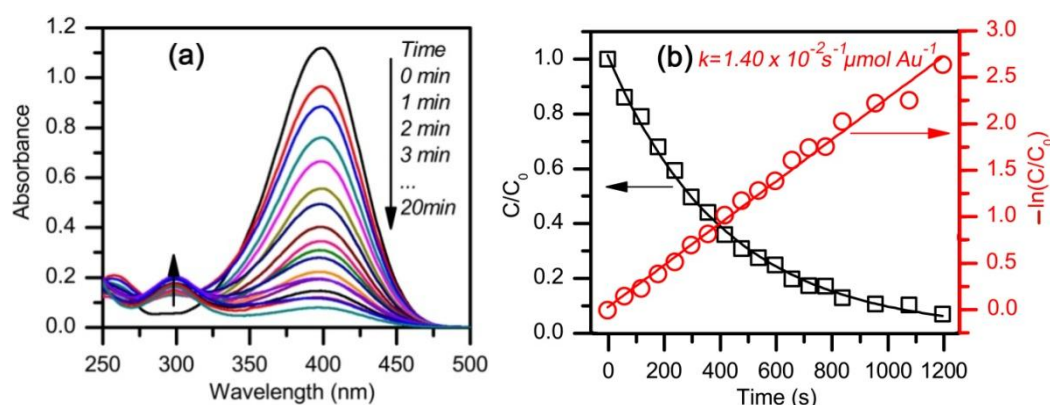 (a)
Time
0 min
1 min
2 min
3 min
...
20min
1.2
1.0
0.8
0.6
0.4
0.2
0.0
Absorbance
250 300 350 400 450 500
Wavelength (nm)
(b)
k=1.40 x 10⁻²s⁻¹μmol Au⁻¹
1.0
0.8
0.6
0.4
0.2
0.0
C/C₀
3.0
2.5
2.0
1.5
1.0
0.5
0.0
−ln(C/C₀)
0 200 400 600 800 1000 1200
Time (s)